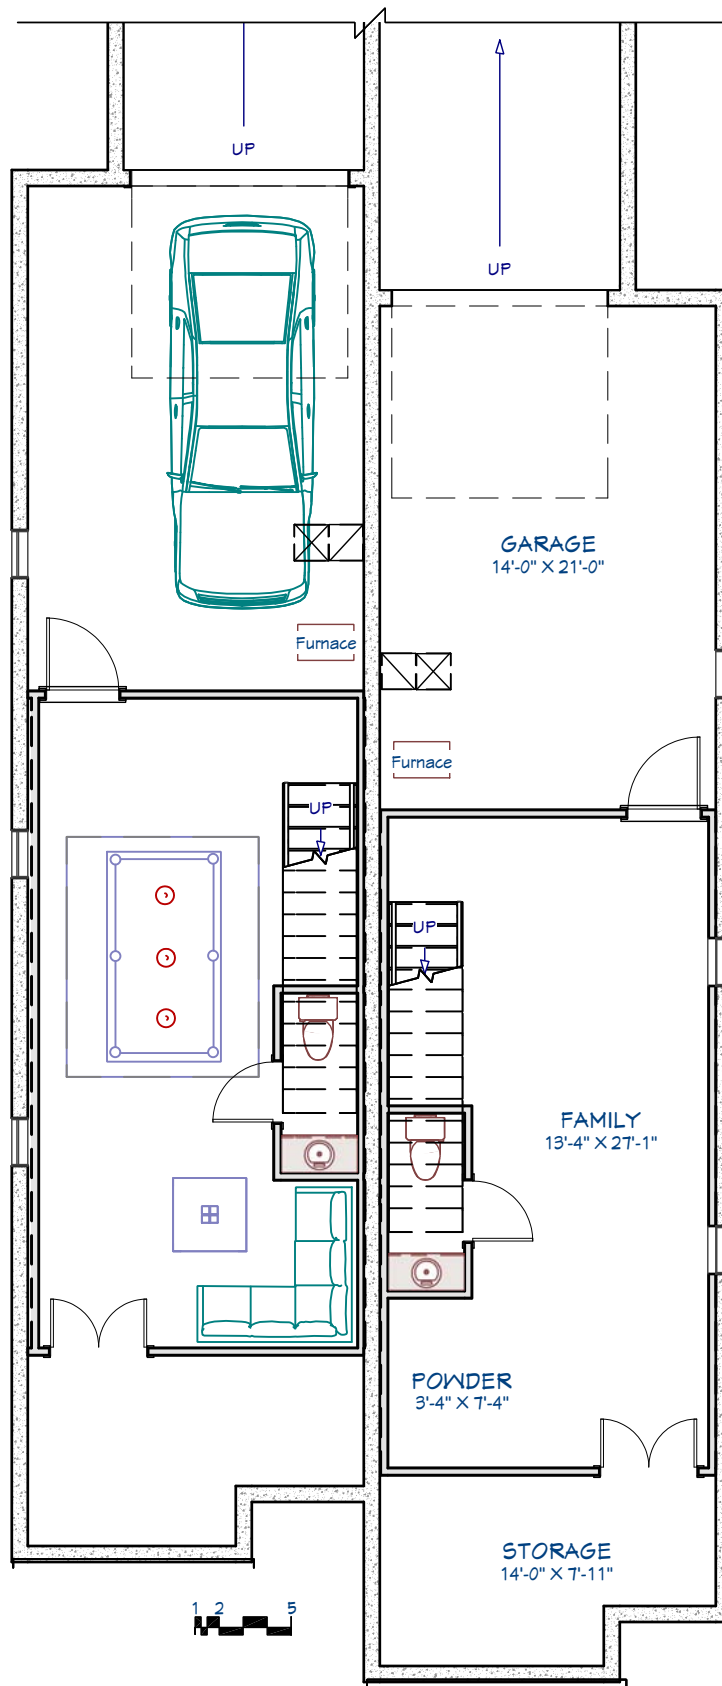 UP
UP
GARAGE
14'-0" X 21'-0"
Furnace
Furnace
UP
UP
FAMILY
13'-4" X 27'-1"
POWDER
3'-4" X 7'-4"
STORAGE
14'-0" X 7'-11"
1 2 5